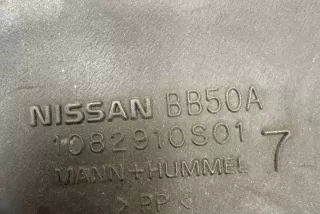 NISSAN BB50A
1082910S01 7
MANN+HUMMEL
>PP<